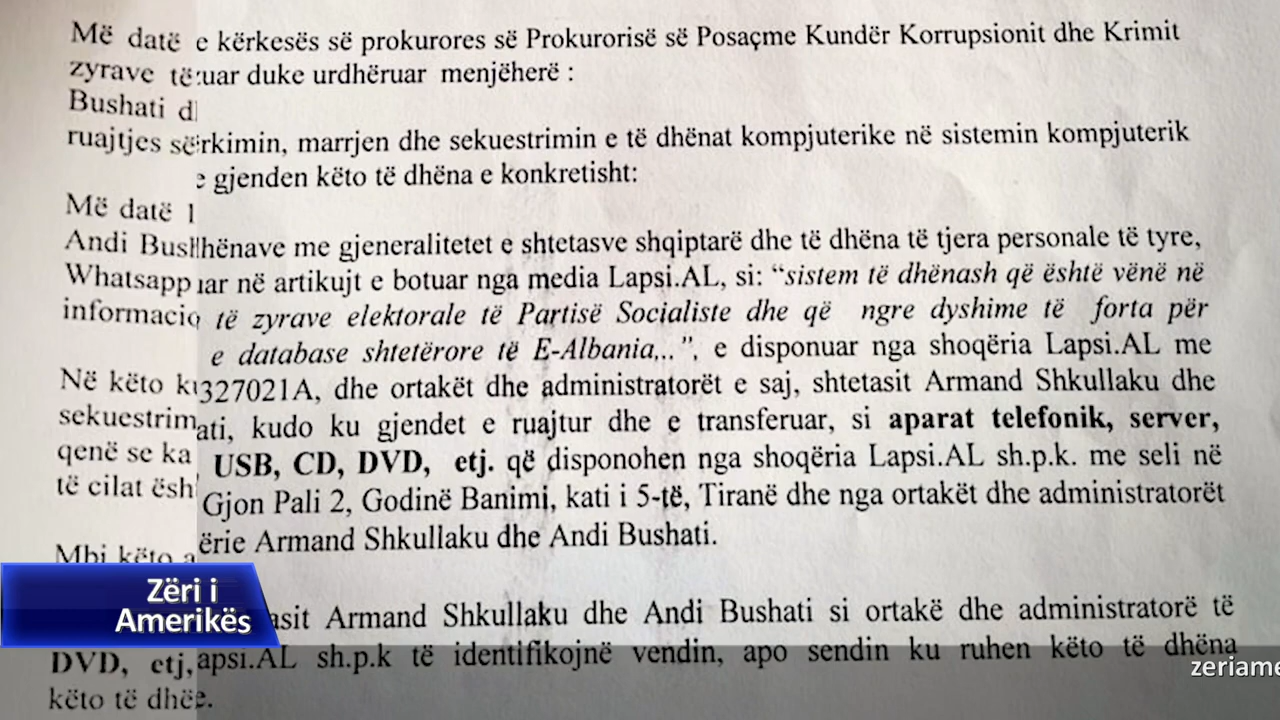 Më datë e kërkesës së prokurores së Prokurorisë së Posaçme Kundër Korrupsionit dhe Krimit
zyrave të uar duke urdhëruar menjëherë :
Bushati
ruajtjes rkimin, marrjen dhe sekuestrimin e të dhënat kompjuterike në sistemin kompjuterik
e gjenden këto të dhëna e konkretisht:
Më datë 1
Andi hënave me gjeneralitetet e shtetasve shqiptarë dhe të dhëna të tjera personale të tyre,
Whatsapp uar në artikujt e botuar nga media Lapsi.AL, si: “sistem të dhënash që është vënë në
të zyrave elektorale të Partisë Socialiste dhe që ngre dyshime të forta për
e database shtetërore të E-Albania...”, e disponuar nga shoqëria Lapsi.AL me
Në këto 327021A, dhe ortakët dhe administratorët e saj, shtetasit Armand Shkullaku dhe
sekuestrim ati, kudo ku gjendet e ruajtur dhe e transferuar, si aparat telefonik, server,
qenë se ka USB, CD, DVD, etj. që disponohen nga shoqëria Lapsi.AL sh.p.k. me seli në
të cilat Gjon Pali 2, Godinë Banimi, kati i 5-të, Tiranë dhe nga ortakët dhe administratorët
Mbi këto ërie Armand Shkullaku dhe Andi Bushati.
Zëri i
Amerikës
asit Armand Shkullaku dhe Andi Bushati si ortakë dhe administratorë të
DVD, etj, apsi.AL sh.p.k të identifikojnë vendin, apo sendin ku ruhen këto të dhëna
zeriame
këto të